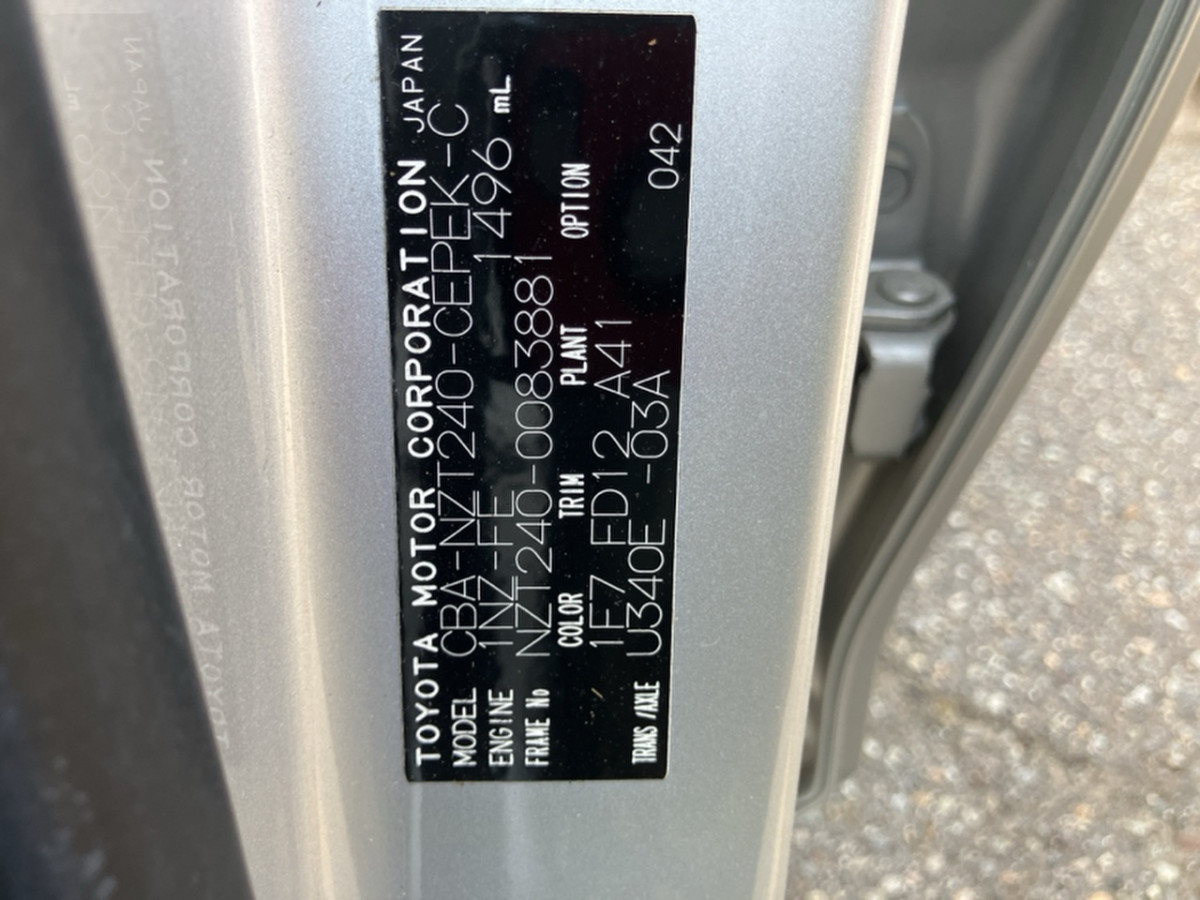 TOYOTA MOTOR CORPORATION JAPAN
MODEL CBA-NZT240-CEPEK-C
ENGINE 1NZ-FE 1496 mL
FRAME No NZT240-0083881
COLOR TRIM PLANT OPTION
1F7 FD12 A41 042
TRANS/AXLE U340E -03A